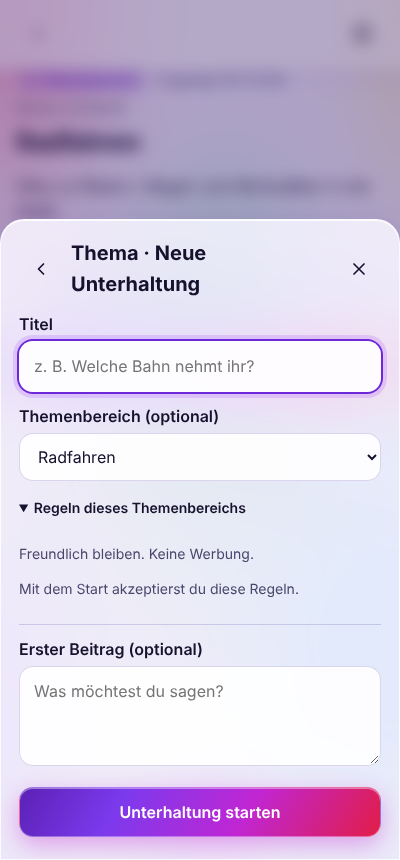 Radfahren
Thema · Neue
Unterhaltung
Titel
z. B. Welche Bahn nehmt ihr?
Themenbereich (optional)
Radfahren
Regeln dieses Themenbereichs
Freundlich bleiben. Keine Werbung.
Mit dem Start akzeptierst du diese Regeln.
Erster Beitrag (optional)
Was möchtest du sagen?
Unterhaltung starten